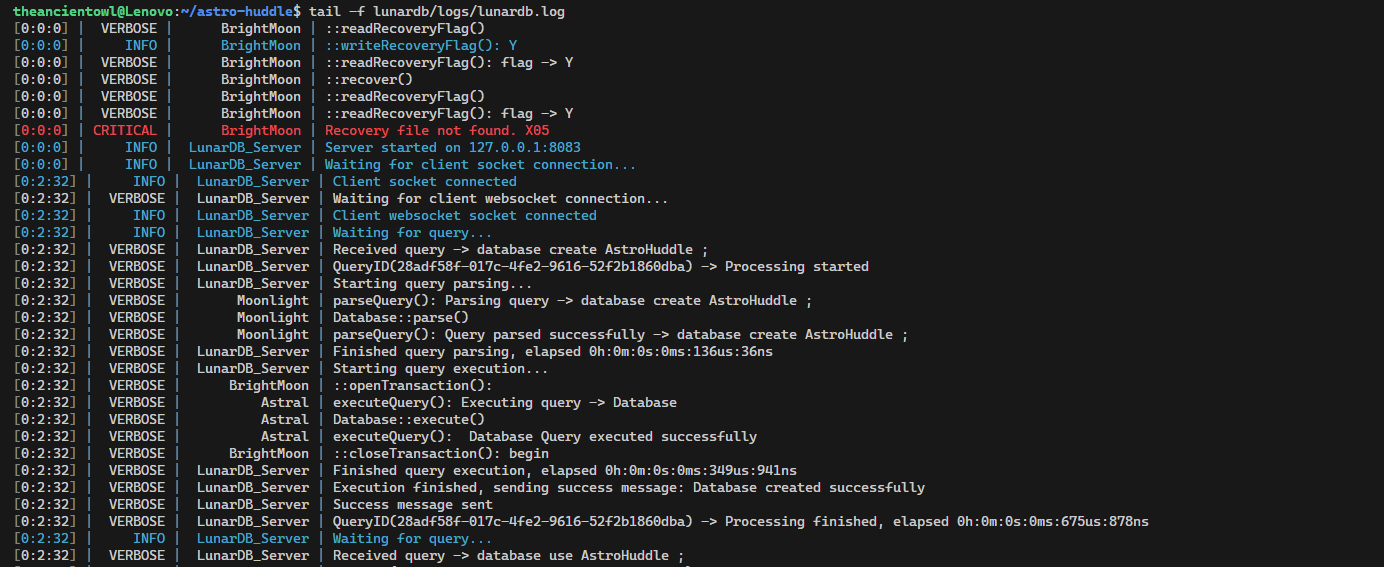 theancientowl@Lenovo:~/astro-huddle$ tail -f lunardb/logs/lunardb.log
[0:0:0] |  VERBOSE |      BrightMoon | ::readRecoveryFlag()
[0:0:0] |     INFO |      BrightMoon | ::writeRecoveryFlag(): Y
[0:0:0] |  VERBOSE |      BrightMoon | ::readRecoveryFlag(): flag -> Y
[0:0:0] |  VERBOSE |      BrightMoon | ::recover()
[0:0:0] |  VERBOSE |      BrightMoon | ::readRecoveryFlag()
[0:0:0] |  VERBOSE |      BrightMoon | ::readRecoveryFlag(): flag -> Y
[0:0:0] | CRITICAL |      BrightMoon | Recovery file not found. X05
[0:0:0] |     INFO |  LunarDB_Server | Server started on 127.0.0.1:8083
[0:0:0] |     INFO |  LunarDB_Server | Waiting for client socket connection...
[0:2:32] |     INFO |  LunarDB_Server | Client socket connected
[0:2:32] |  VERBOSE |  LunarDB_Server | Waiting for client websocket connection...
[0:2:32] |     INFO |  LunarDB_Server | Client websocket socket connected
[0:2:32] |     INFO |  LunarDB_Server | Waiting for query...
[0:2:32] |  VERBOSE |  LunarDB_Server | Received query -> database create AstroHuddle ;
[0:2:32] |  VERBOSE |  LunarDB_Server | QueryID(28adf58f-017c-4fe2-9616-52f2b1860dba) -> Processing started
[0:2:32] |  VERBOSE |  LunarDB_Server | Starting query parsing...
[0:2:32] |  VERBOSE |       Moonlight | parseQuery(): Parsing query -> database create AstroHuddle ;
[0:2:32] |  VERBOSE |       Moonlight | Database::parse()
[0:2:32] |  VERBOSE |       Moonlight | parseQuery(): Query parsed successfully -> database create AstroHuddle ;
[0:2:32] |  VERBOSE |  LunarDB_Server | Finished query parsing, elapsed 0h:0m:0s:0ms:136us:36ns
[0:2:32] |  VERBOSE |  LunarDB_Server | Starting query execution...
[0:2:32] |  VERBOSE |      BrightMoon | ::openTransaction():
[0:2:32] |  VERBOSE |          Astral | executeQuery(): Executing query -> Database
[0:2:32] |  VERBOSE |          Astral | Database::execute()
[0:2:32] |  VERBOSE |          Astral | executeQuery():  Database Query executed successfully
[0:2:32] |  VERBOSE |      BrightMoon | ::closeTransaction(): begin
[0:2:32] |  VERBOSE |  LunarDB_Server | Finished query execution, elapsed 0h:0m:0s:0ms:349us:941ns
[0:2:32] |  VERBOSE |  LunarDB_Server | Execution finished, sending success message: Database created successfully
[0:2:32] |  VERBOSE |  LunarDB_Server | Success message sent
[0:2:32] |  VERBOSE |  LunarDB_Server | QueryID(28adf58f-017c-4fe2-9616-52f2b1860dba) -> Processing finished, elapsed 0h:0m:0s:0ms:675us:878ns
[0:2:32] |     INFO |  LunarDB_Server | Waiting for query...
[0:2:32] |  VERBOSE |  LunarDB_Server | Received query -> database use AstroHuddle ;